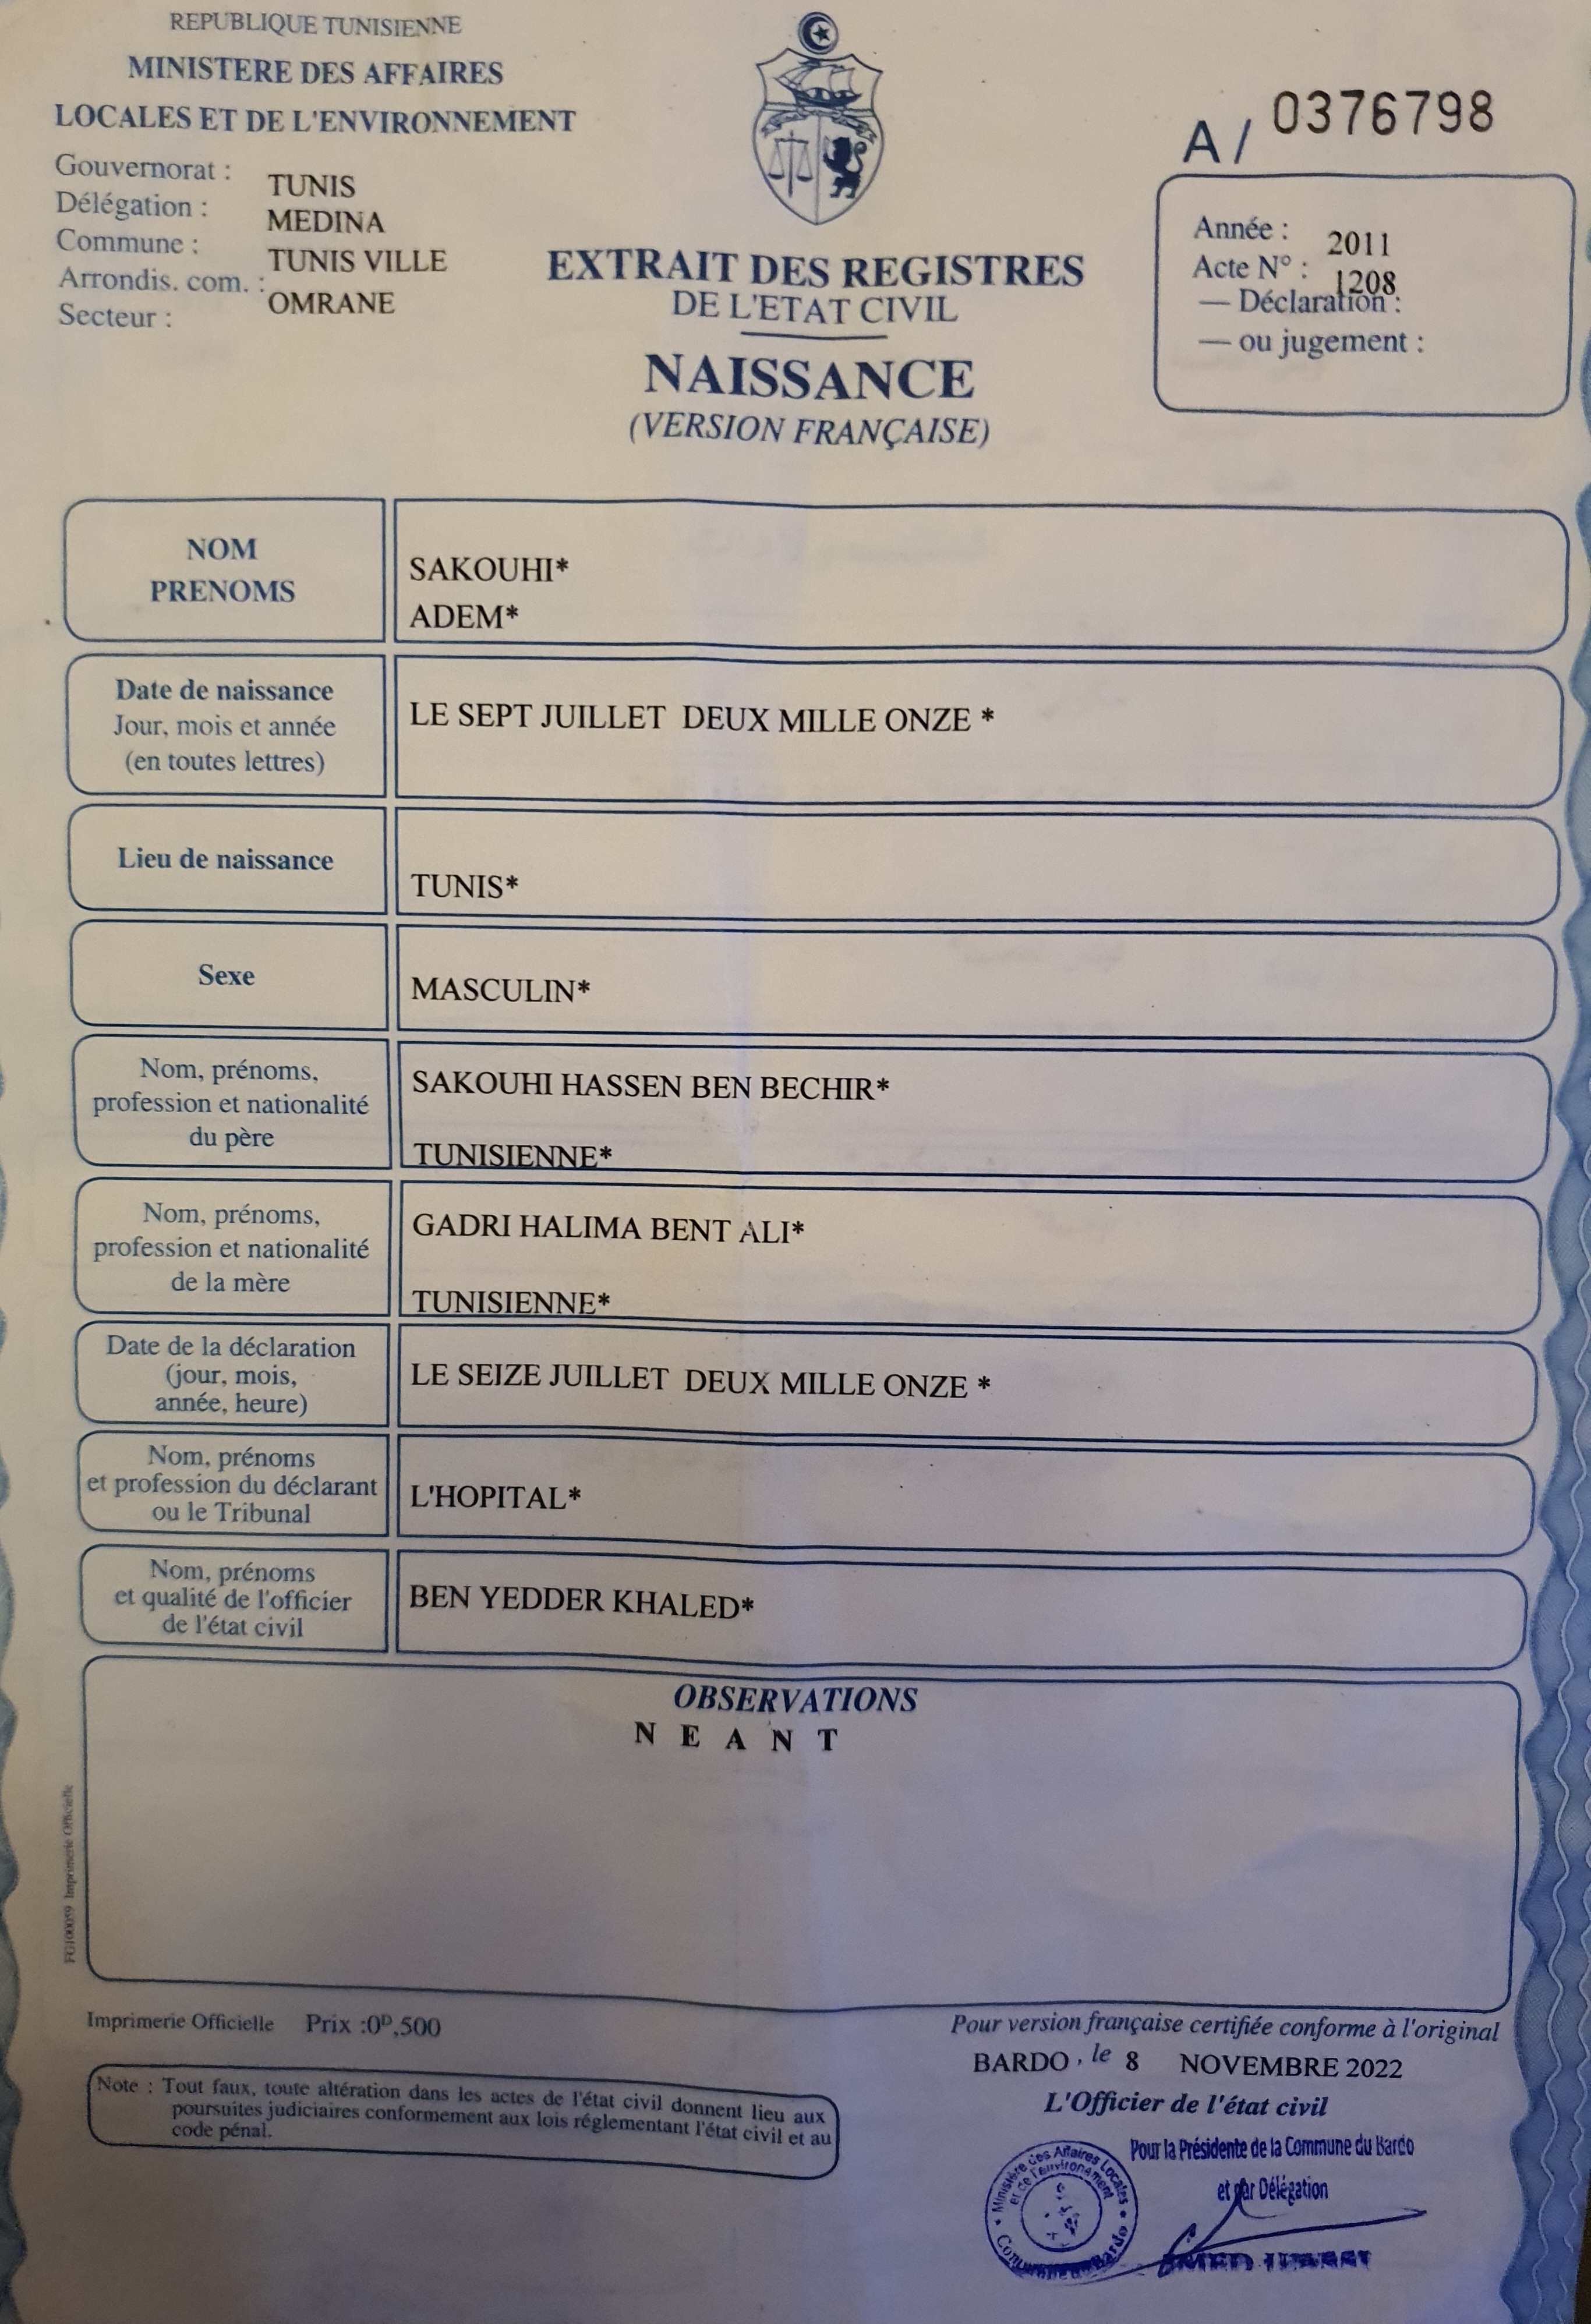 REPUBLIQUE TUNISIENNE
MINISTERE DES AFFAIRES
LOCALES ET DE L'ENVIRONNEMENT
Gouvernorat : TUNIS
Délégation : MEDINA
Commune : TUNIS VILLE
Arrondis. com. : OMRANE
Secteur :
A/ 0376798
Année : 2011
Acte N° : 1208
— Déclaration :
— ou jugement :
EXTRAIT DES REGISTRES
DE L'ETAT CIVIL
NAISSANCE
(VERSION FRANÇAISE)
NOM
PRENOMS
SAKOUHI*
ADEM*
Date de naissance
Jour, mois et année
(en toutes lettres)
LE SEPT JUILLET DEUX MILLE ONZE *
Lieu de naissance
TUNIS*
Sexe
MASCULIN*
Nom, prénoms,
profession et nationalité
du père
SAKOUHI HASSEN BEN BECHIR*
TUNISIENNE*
Nom, prénoms,
profession et nationalité
de la mère
GADRI HALIMA BENT ALI*
TUNISIENNE*
Date de la déclaration
(jour, mois,
année, heure)
LE SEIZE JUILLET DEUX MILLE ONZE *
Nom, prénoms
et profession du déclarant
ou le Tribunal
L'HOPITAL*
Nom, prénoms
et qualité de l'officier
de l'état civil
BEN YEDDER KHALED*
OBSERVATIONS
N E A N T
FG100059 Imprimerie Officielle
Imprimerie Officielle Prix :0ᴰ,500
Note : Tout faux, toute altération dans les actes de l'état civil donnent lieu aux
poursuites judiciaires conformement aux lois réglementant l'état civil et au
code pénal.
Pour version française certifiée conforme à l'original
BARDO , le 8 NOVEMBRE 2022
L'Officier de l'état civil
Pour la Présidente de la Commune du Bardo
et par Délégation
Ministère des Affaires Locales
et de l'environnement
Bardo